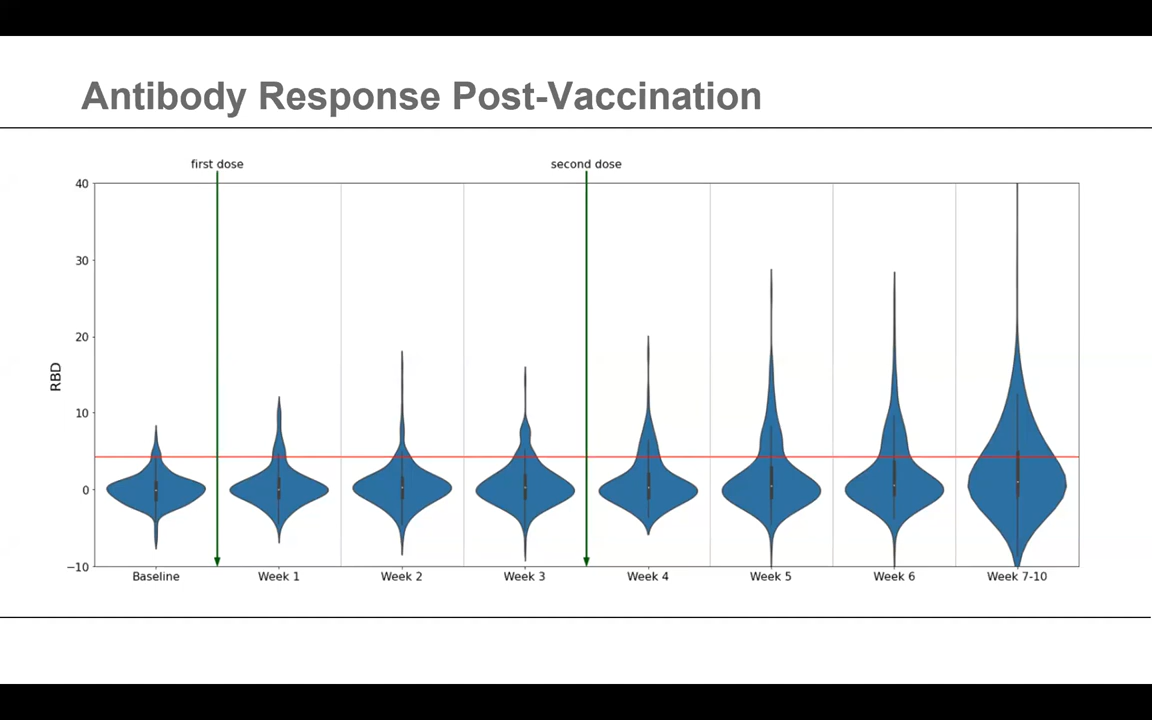 Antibody Response Post-Vaccination
first dose second dose
40
30
20
10
0
−10
RBD
Baseline Week 1 Week 2 Week 3 Week 4 Week 5 Week 6 Week 7-10